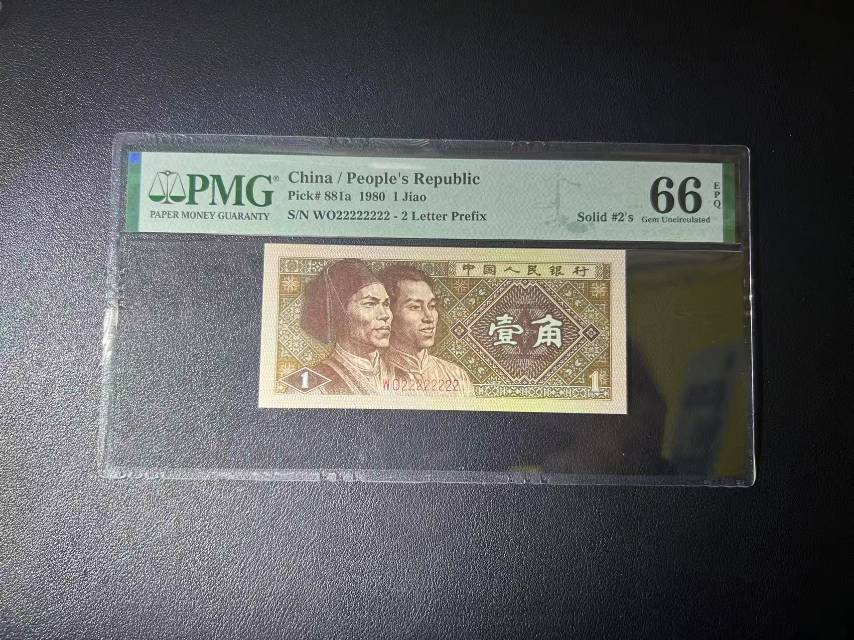 PMG®
PAPER MONEY GUARANTY
China / People's Republic
Pick# 881a 1980 1 Jiao
S/N WO22222222 - 2 Letter Prefix
Solid #2's
66 EPQ
Gem Uncirculated
中国人民银行
壹角
1
WO22222222
1